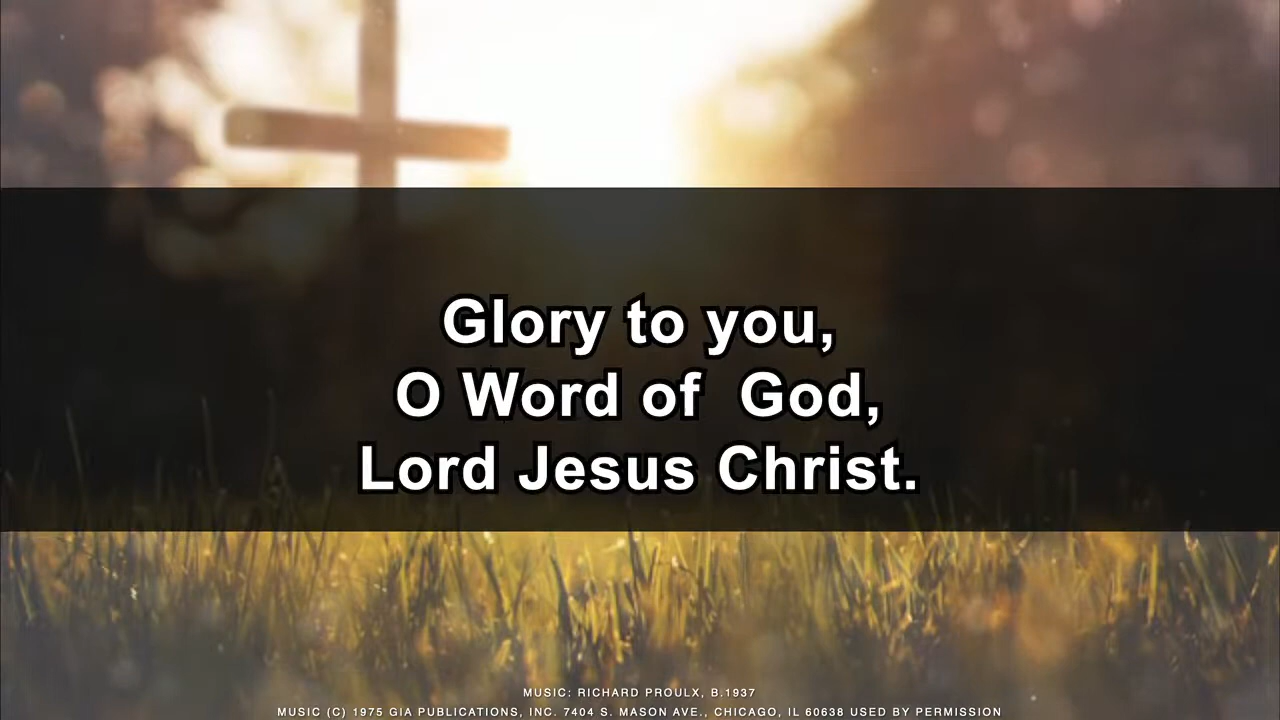 Glory to you,
O Word of  God,
Lord Jesus Christ.
MUSIC: RICHARD PROULX, B.1937
MUSIC (C) 1975 GIA PUBLICATIONS, INC. 7404 S. MASON AVE., CHICAGO, IL 60638 USED BY PERMISSION